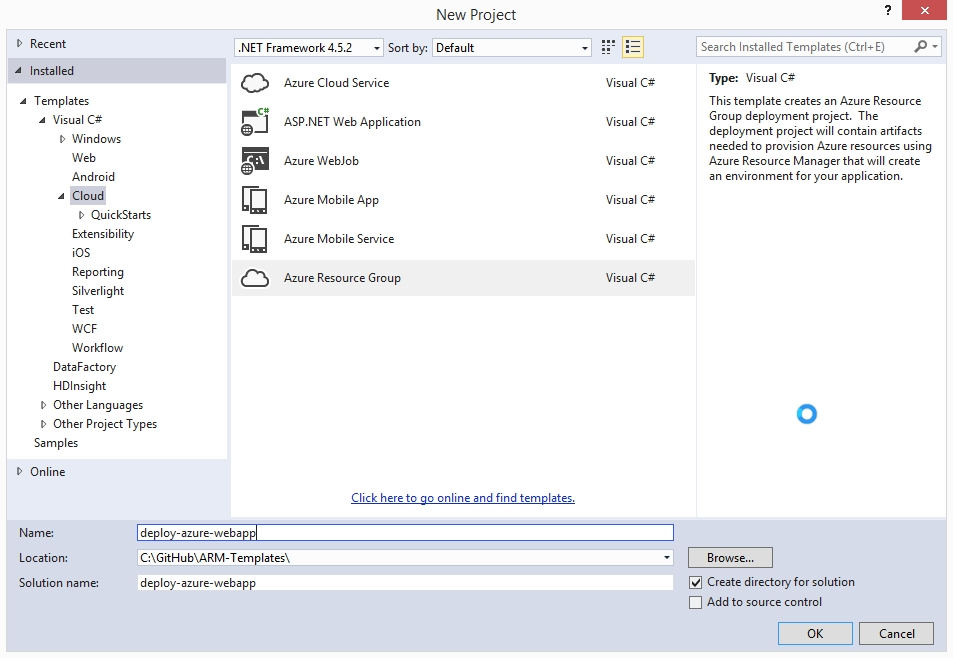 New Project
?
Recent
Installed
Templates
Visual C#
Windows
Web
Android
Cloud
QuickStarts
Extensibility
iOS
Reporting
Silverlight
Test
WCF
Workflow
DataFactory
HDInsight
Other Languages
Other Project Types
Samples
Online
.NET Framework 4.5.2 Sort by: Default
Azure Cloud Service Visual C#
ASP.NET Web Application Visual C#
Azure WebJob Visual C#
Azure Mobile App Visual C#
Azure Mobile Service Visual C#
Azure Resource Group Visual C#
Click here to go online and find templates.
Search Installed Templates (Ctrl+E)
Type: Visual C#
This template creates an Azure Resource
Group deployment project. The
deployment project will contain artifacts
needed to provision Azure resources using
Azure Resource Manager that will create
an environment for your application.
Name: deploy-azure-webapp
Location: C:\GitHub\ARM-Templates\ Browse...
Solution name: deploy-azure-webapp
Create directory for solution
Add to source control
OK Cancel